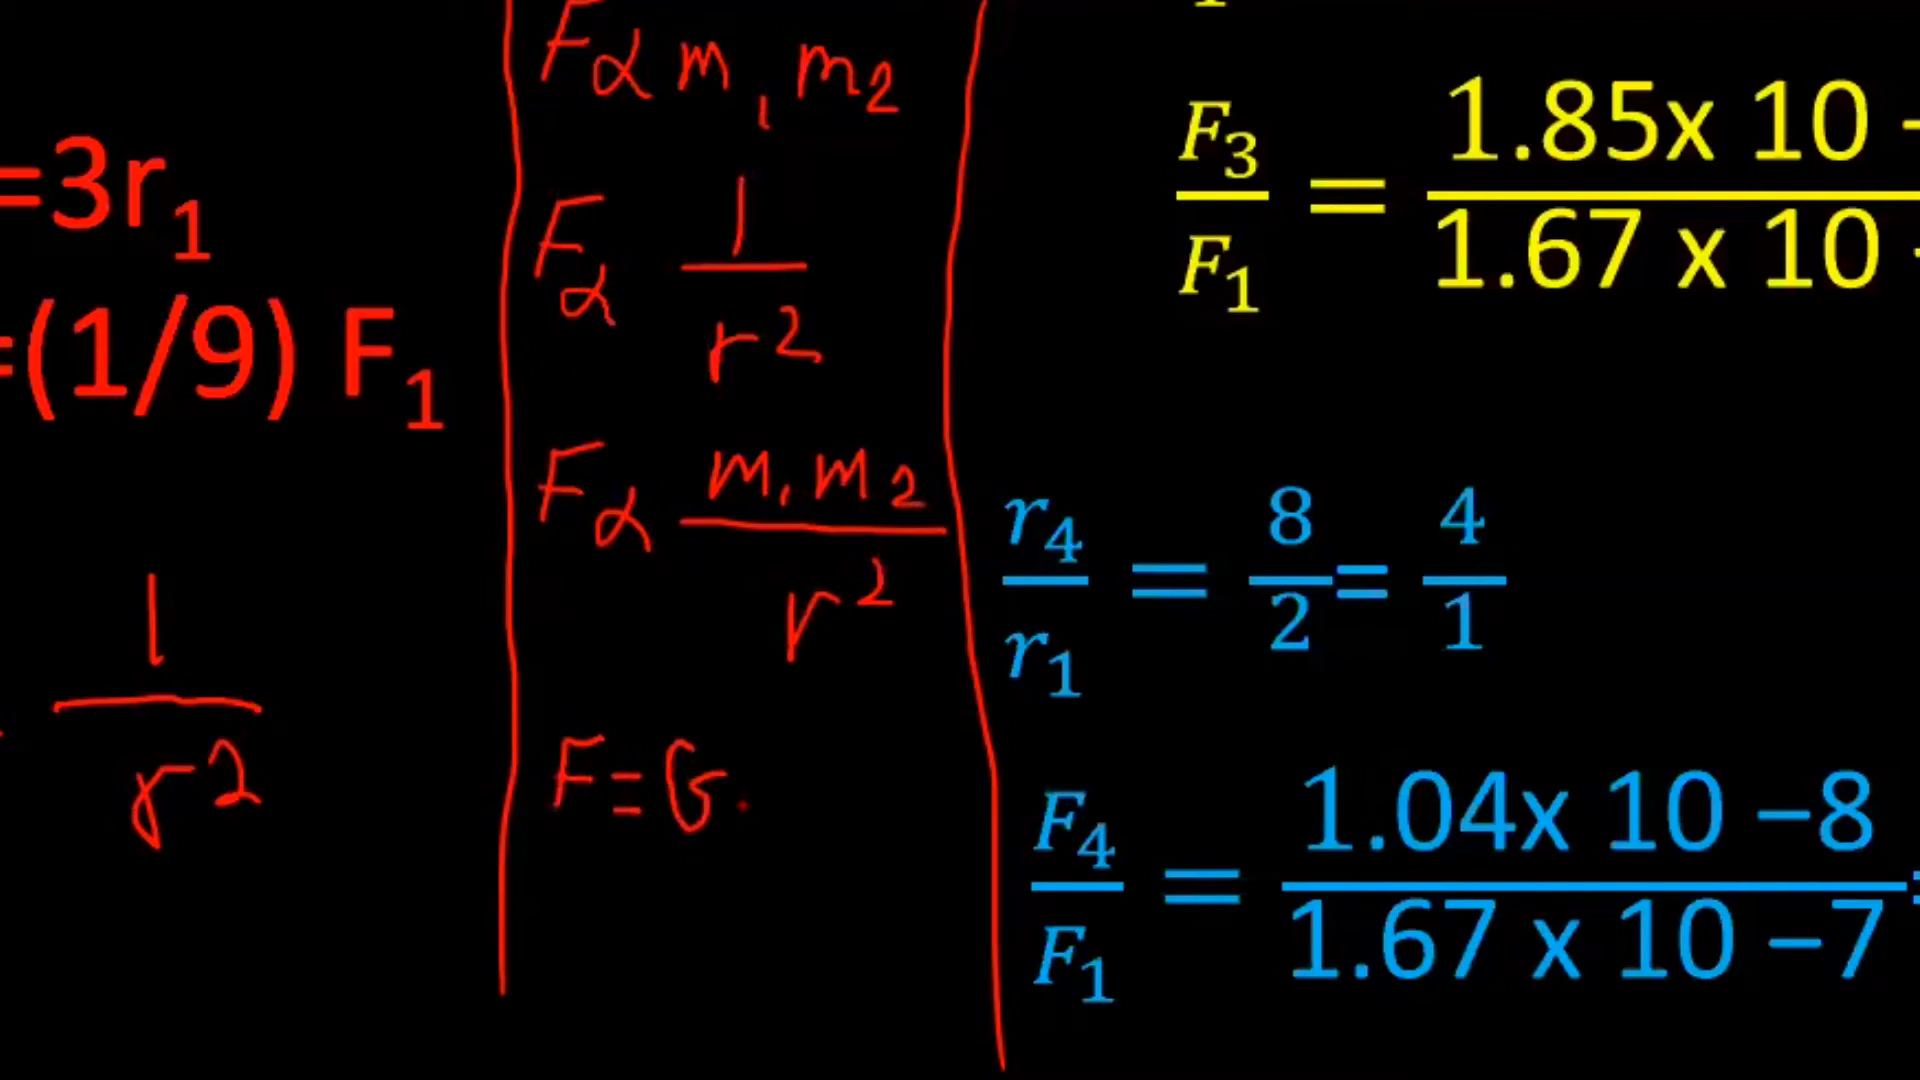 =3r₁
=(1/9) F₁
1
r²
F α m₁ m₂
F α 1/r²
F α m₁ m₂/r²
F = G
F₃/F₁ = 1.85x 10 -/1.67 x 10 -
r₄/r₁ = 8/2 = 4/1
F₄/F₁ = 1.04x 10 −8/1.67 x 10 −7 =